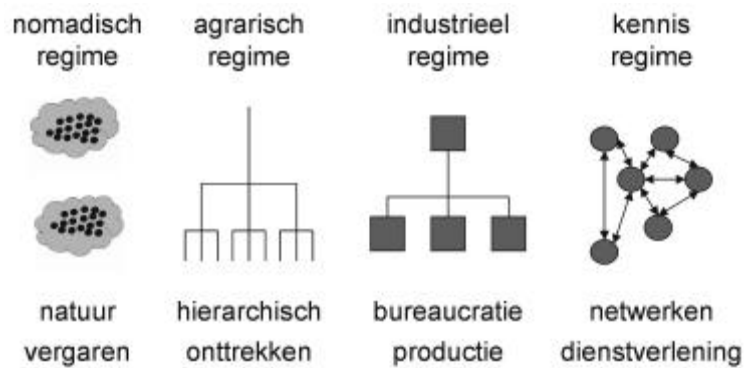 nomadisch
regime
agrarisch
regime
industrieel
regime
kennis
regime
natuur
vergaren
hierarchisch
onttrekken
bureaucratie
productie
netwerken
dienstverlening